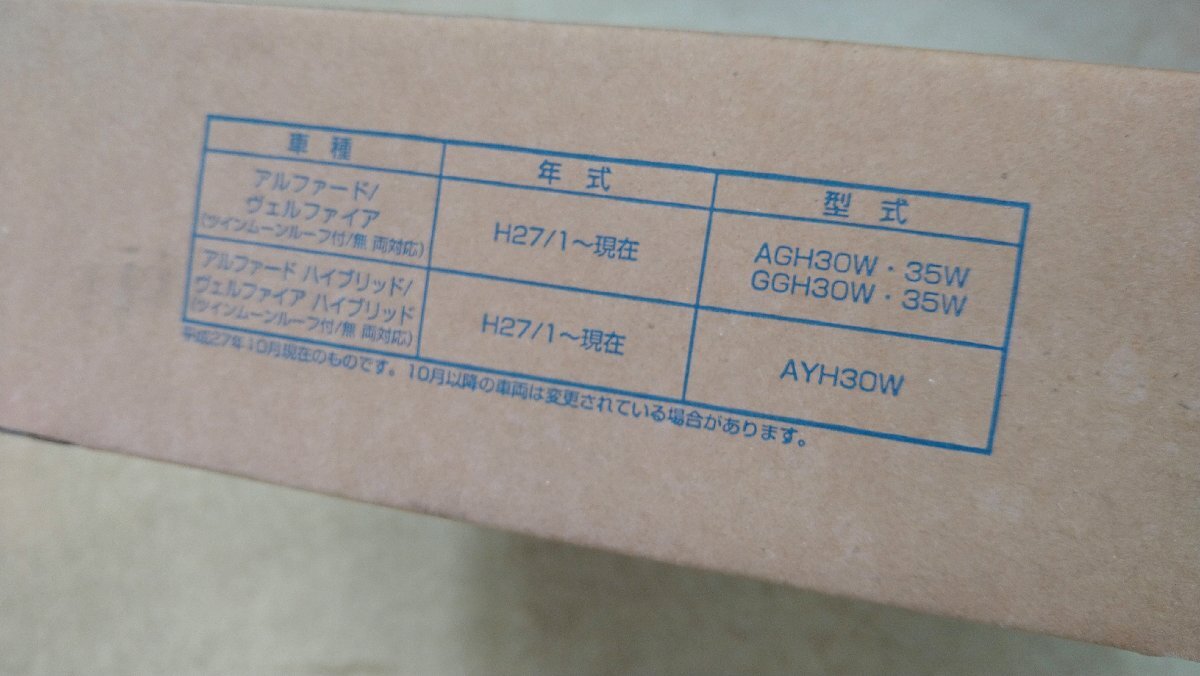 車種 年式 型式
アルファード/
ヴェルファイア
(ツインムーンルーフ付/無 両対応)
H27/1～現在
AGH30W・35W
GGH30W・35W
アルファード ハイブリッド/
ヴェルファイア ハイブリッド
(ツインムーンルーフ付/無 両対応)
H27/1～現在
AYH30W
平成27年10月現在のものです。10月以降の車両は変更されている場合があります。